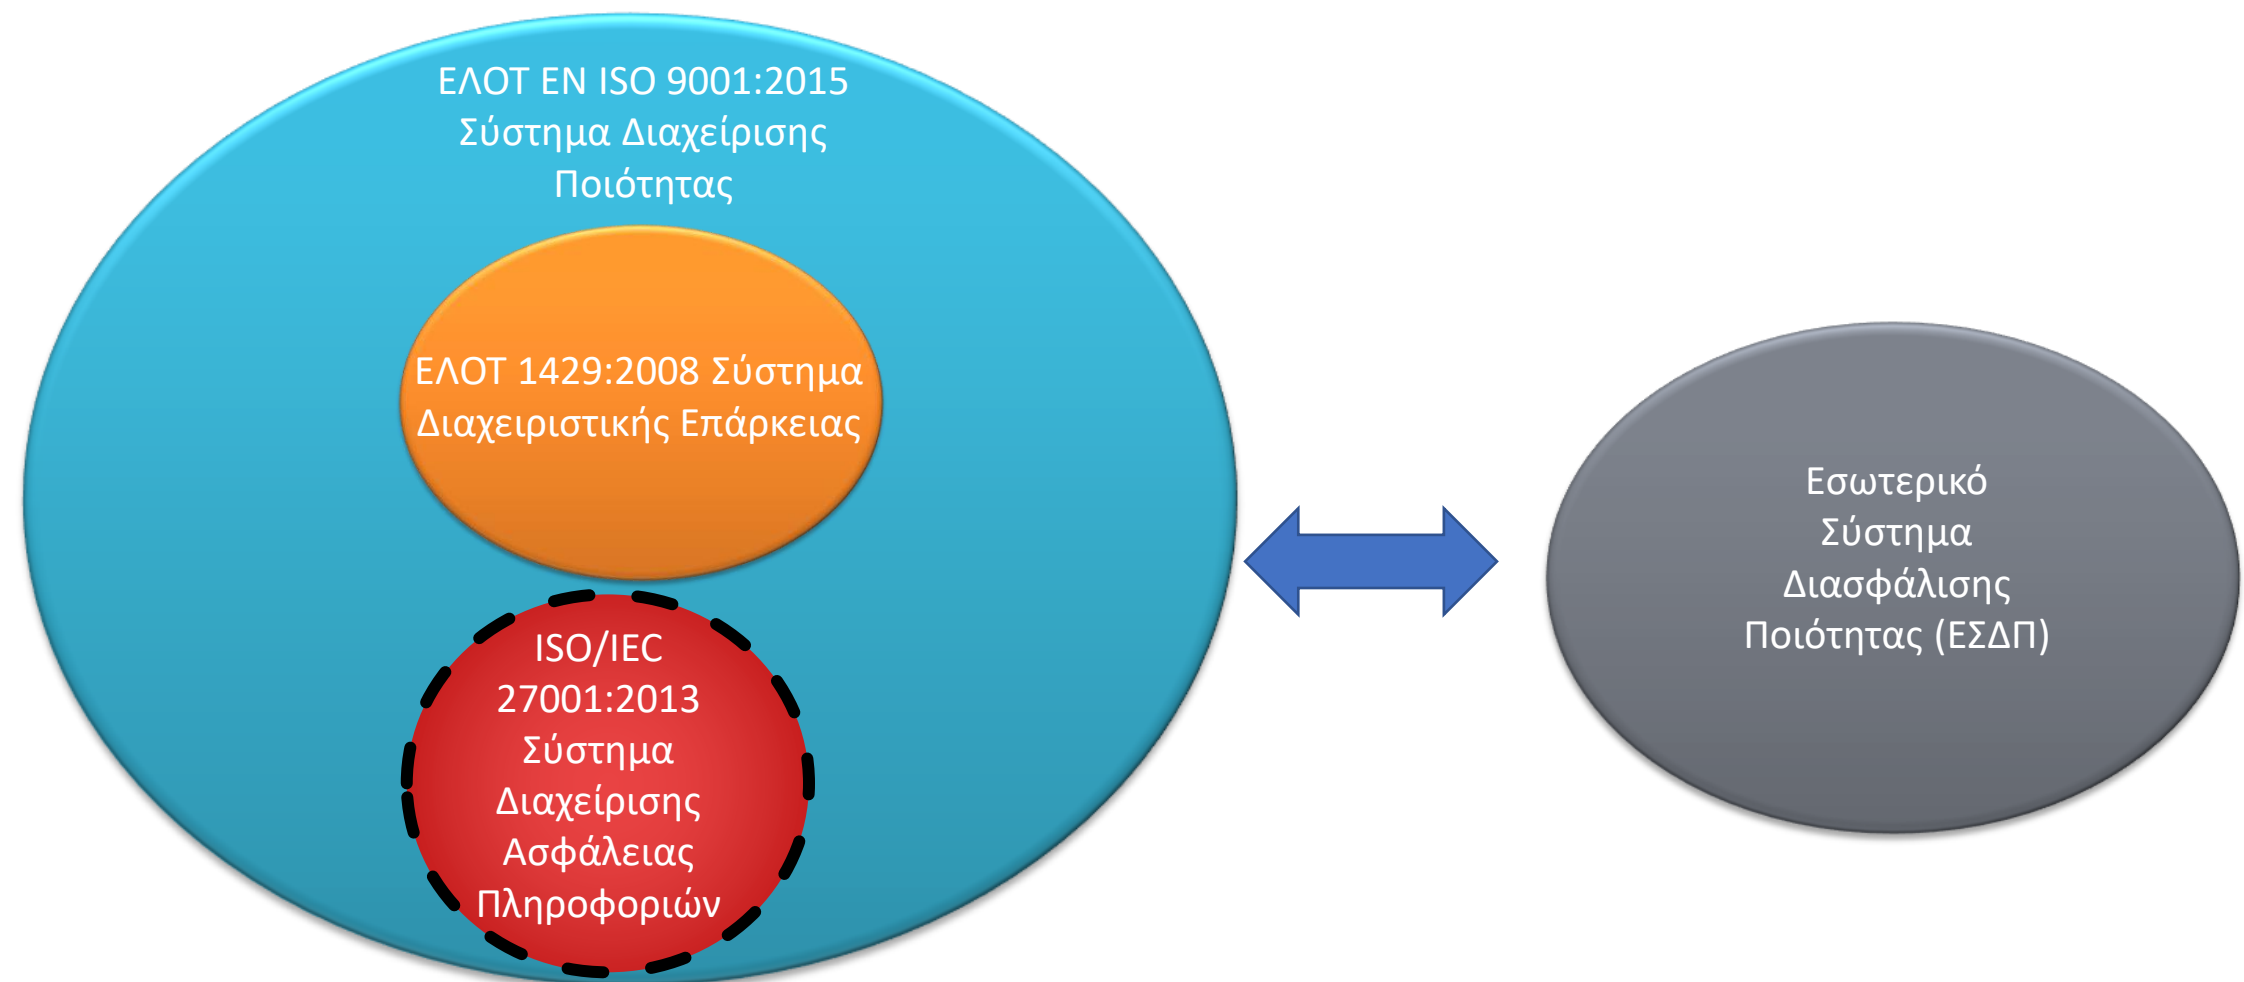 ΕΛΟΤ EN ISO 9001:2015
Σύστημα Διαχείρισης
Ποιότητας
ΕΛΟΤ 1429:2008 Σύστημα
Διαχειριστικής Επάρκειας
ISO/IEC
27001:2013
Σύστημα
Διαχείρισης
Ασφάλειας
Πληροφοριών
Εσωτερικό
Σύστημα
Διασφάλισης
Ποιότητας (ΕΣΔΠ)